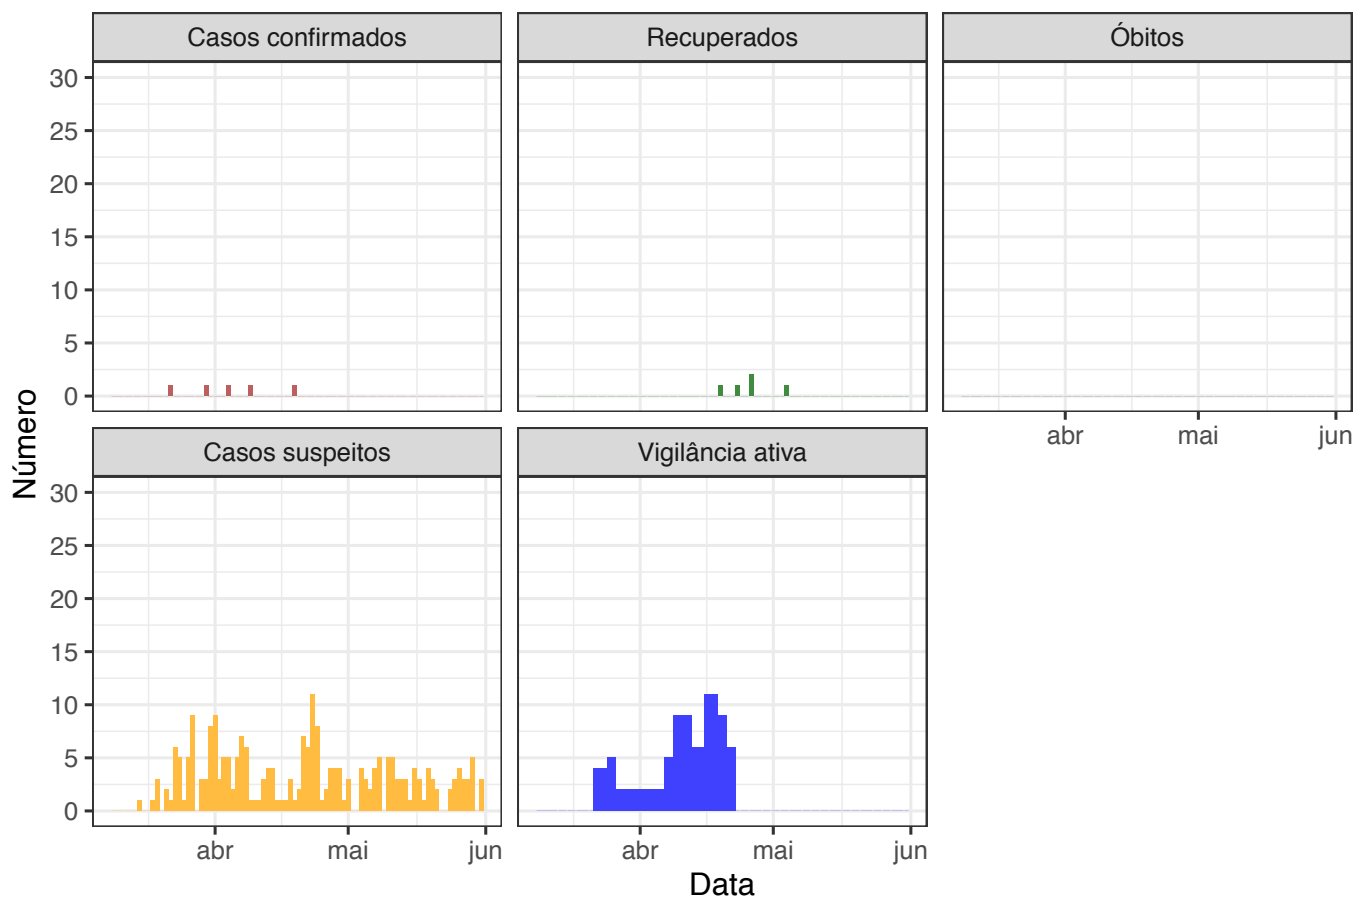 Casos confirmados
Recuperados
Óbitos
30
25
20
15
10
5
0
abr mai jun
Casos suspeitos
Vigilância ativa
30
25
20
15
10
5
0
abr mai jun
abr mai jun
Número
Data